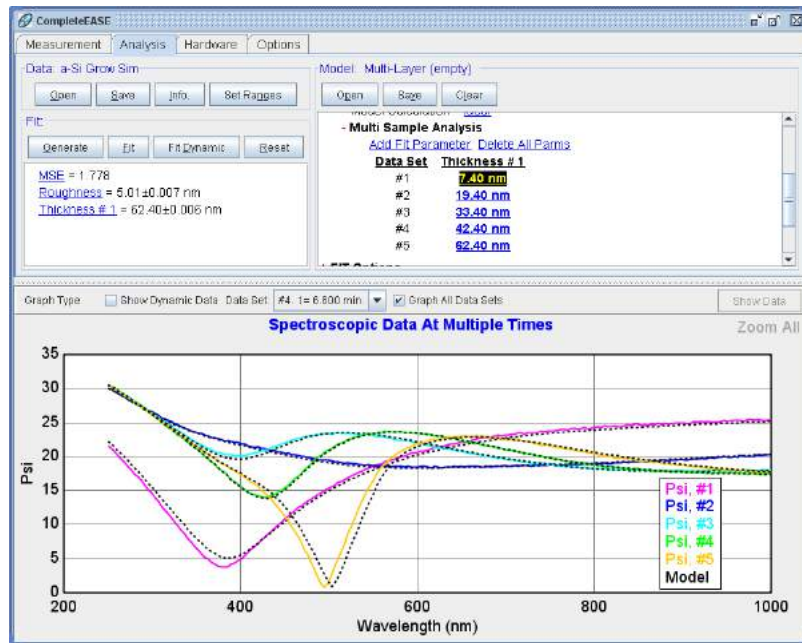 CompleteEASE
Measurement Analysis Hardware Options
Data: a-Si Grow Sim
Open Save Info. Set Ranges
Fit:
Generate Fit Fit Dynamic Reset
MSE = 1.778
Roughness = 5.01±0.007 nm
Thickness # 1 = 62.40±0.006 nm
Model: Multi-Layer (empty)
Open Save Clear
- Multi Sample Analysis
Add Fit Parameter Delete All Parms
Data Set Thickness # 1
#1 7.40 nm
#2 19.40 nm
#3 33.40 nm
#4 42.40 nm
#5 62.40 nm
+ FIT Options
Graph Type: Show Dynamic Data Data Set: #4, t= 6.800 min. Graph All Data Sets Show Data
Spectroscopic Data At Multiple Times
Zoom All
35
30
25
20
15
10
5
0
Psi
200 400 600 800 1000
Wavelength (nm)
Psi, #1
Psi, #2
Psi, #3
Psi, #4
Psi, #5
Model